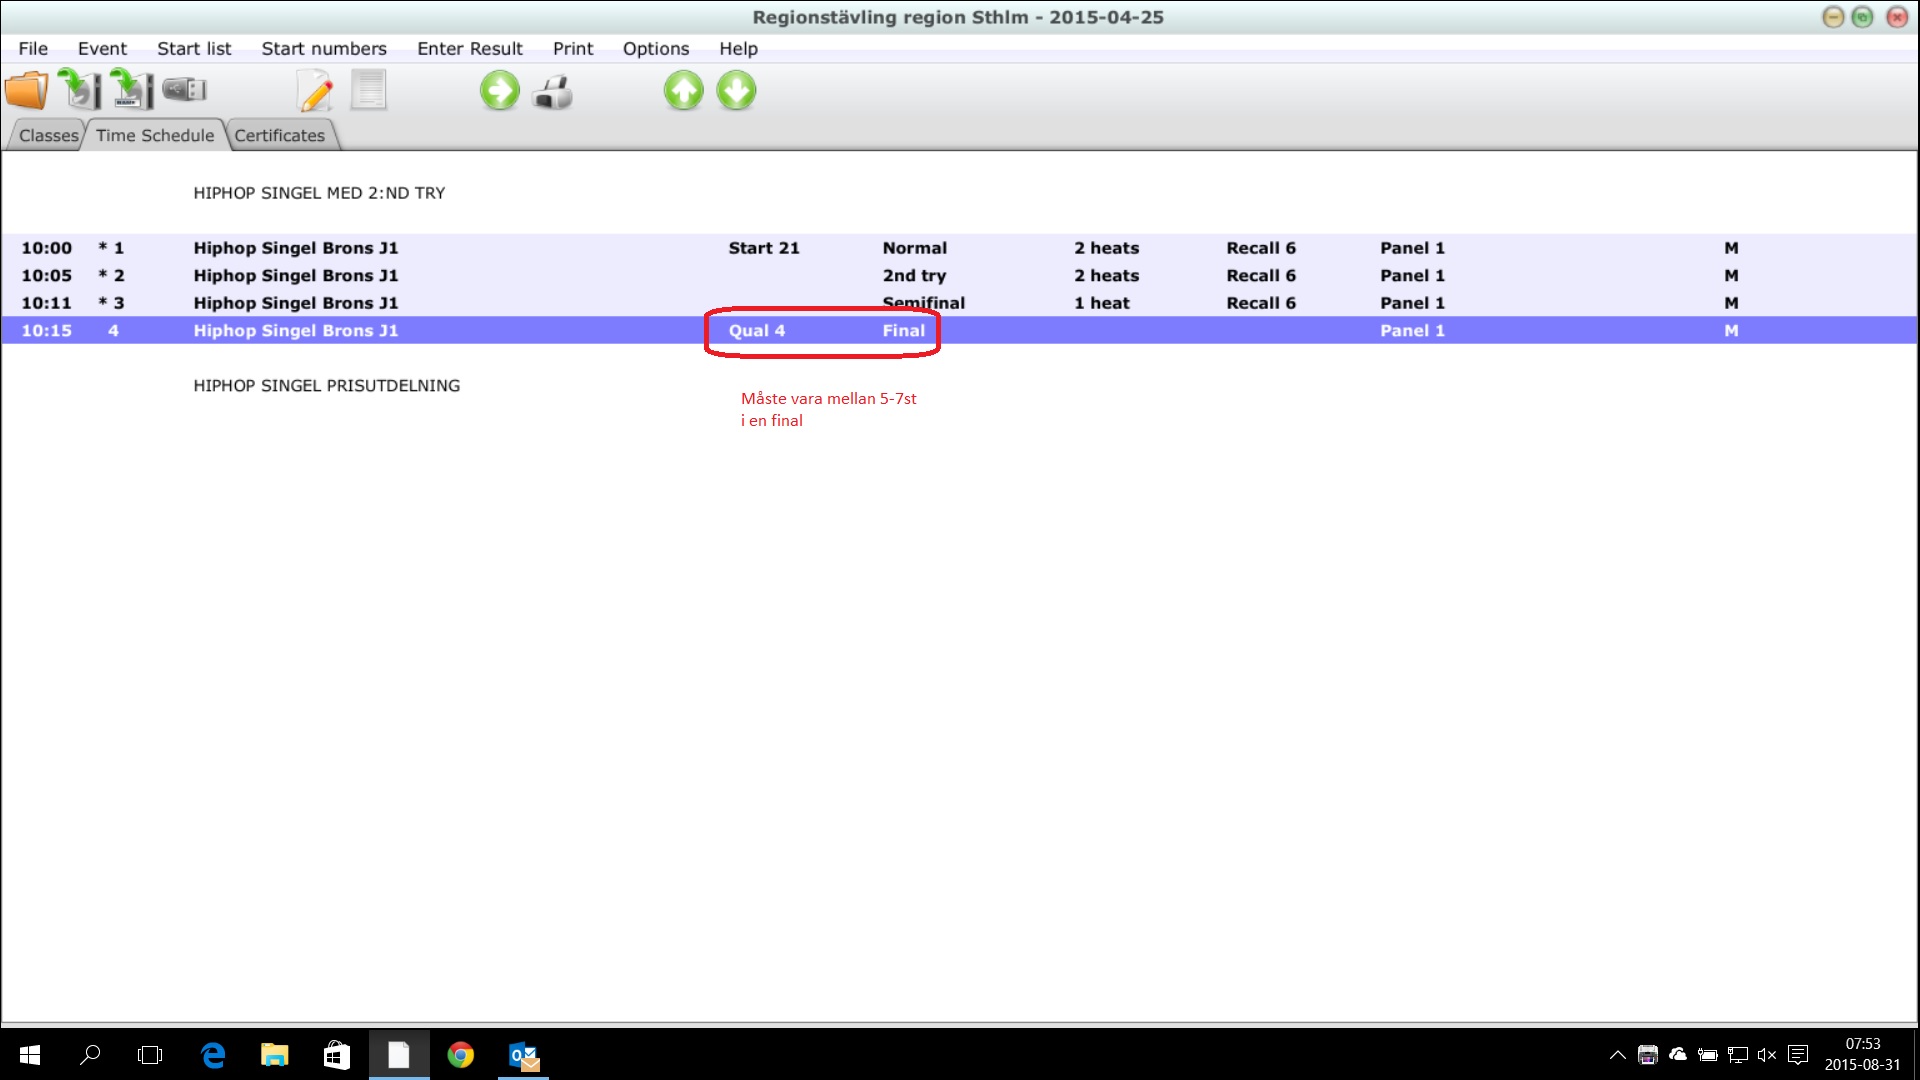 Regionstävling region Sthlm - 2015-04-25
File Event Start list Start numbers Enter Result Print Options Help
Classes Time Schedule Certificates
HIPHOP SINGEL MED 2:ND TRY
10:00 * 1 Hiphop Singel Brons J1 Start 21 Normal 2 heats Recall 6 Panel 1 M
10:05 * 2 Hiphop Singel Brons J1 2nd try 2 heats Recall 6 Panel 1 M
10:11 * 3 Hiphop Singel Brons J1 Semifinal 1 heat Recall 6 Panel 1 M
10:15 4 Hiphop Singel Brons J1 Qual 4 Final Panel 1 M
HIPHOP SINGEL PRISUTDELNING
Måste vara mellan 5-7st
i en final
07:53
2015-08-31